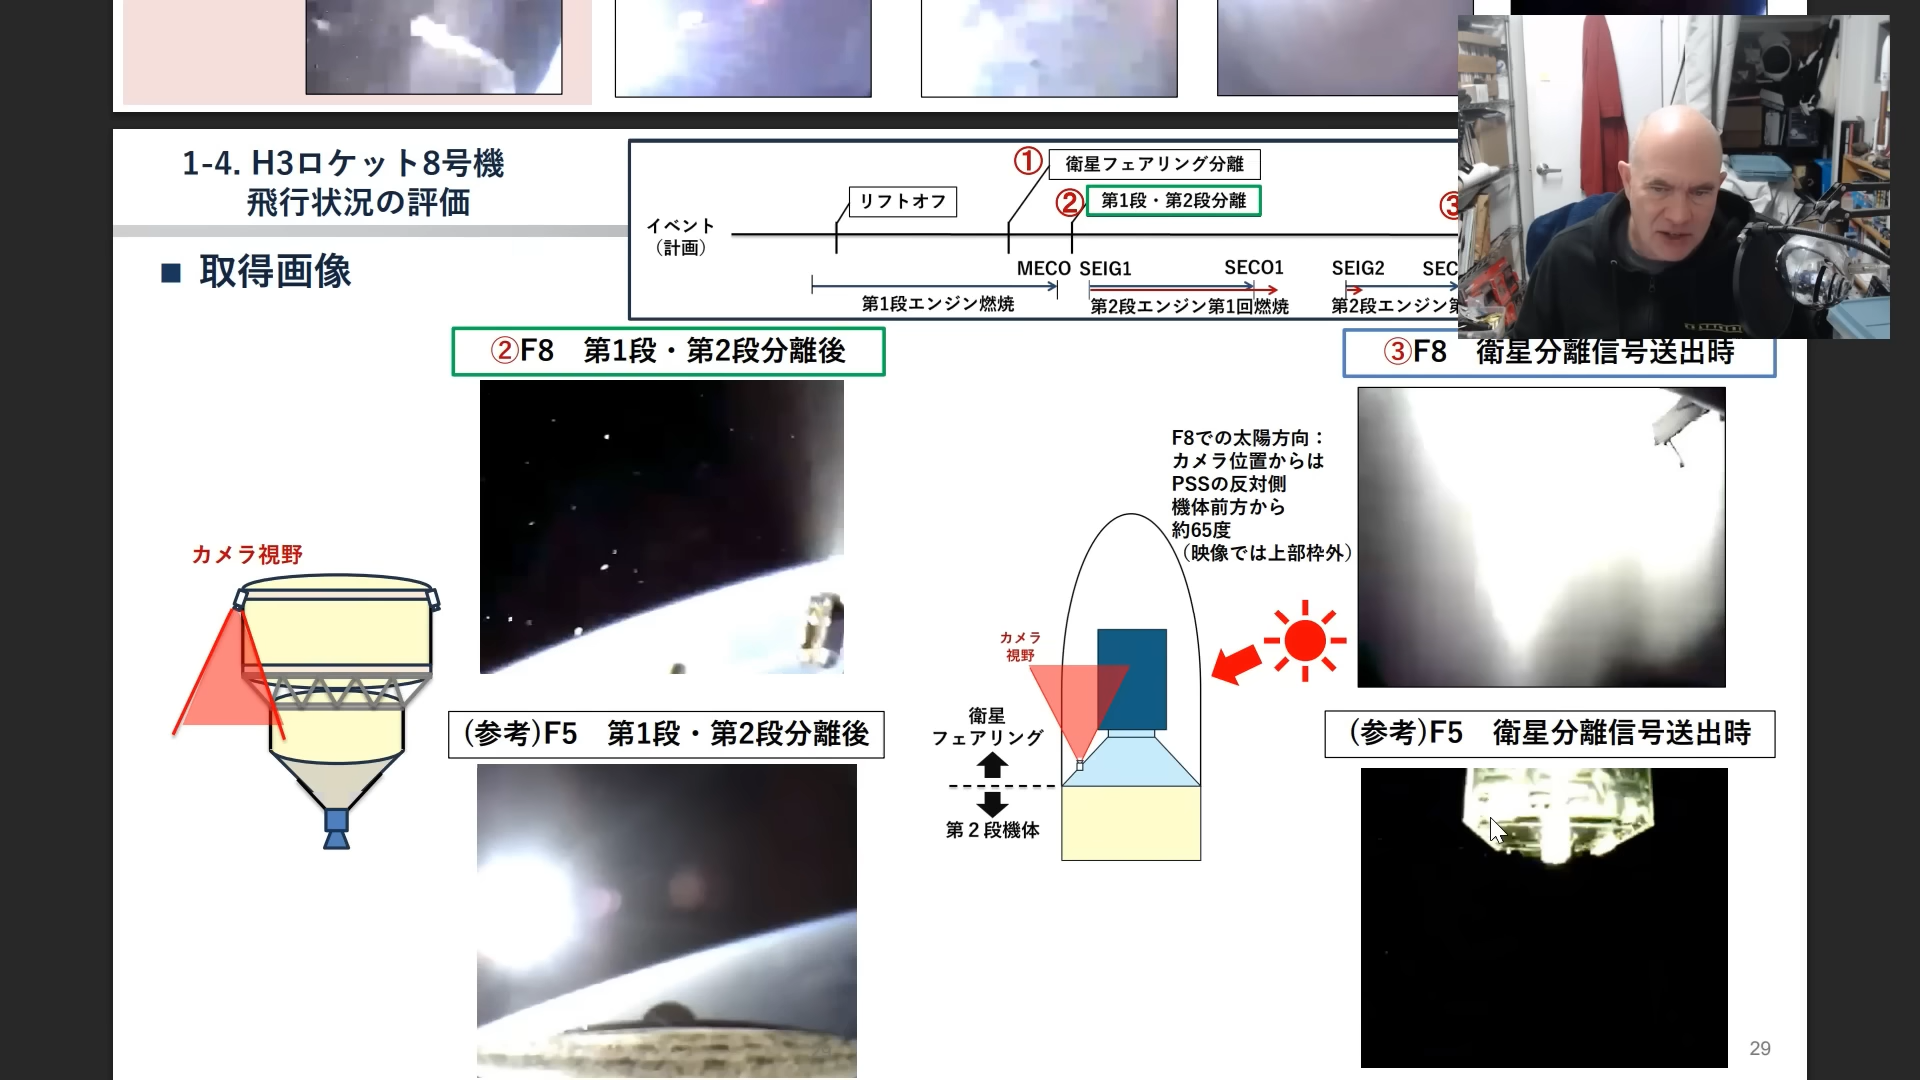 1-4. H3ロケット8号機
飛行状況の評価
■ 取得画像
イベント
（計画）
リフトオフ
① 衛星フェアリング分離
② 第1段・第2段分離
③
MECO SEIG1 SECO1 SEIG2 SEC
第1段エンジン燃焼
第2段エンジン第1回燃焼
第2段エンジン第
②F8 第1段・第2段分離後
③F8 衛星分離信号送出時
カメラ視野
F8での太陽方向：
カメラ位置からは
PSSの反対側
機体前方から
約65度
（映像では上部枠外）
カメラ
視野
衛星
フェアリング
第２段機体
(参考)F5 第1段・第2段分離後
(参考)F5 衛星分離信号送出時
29